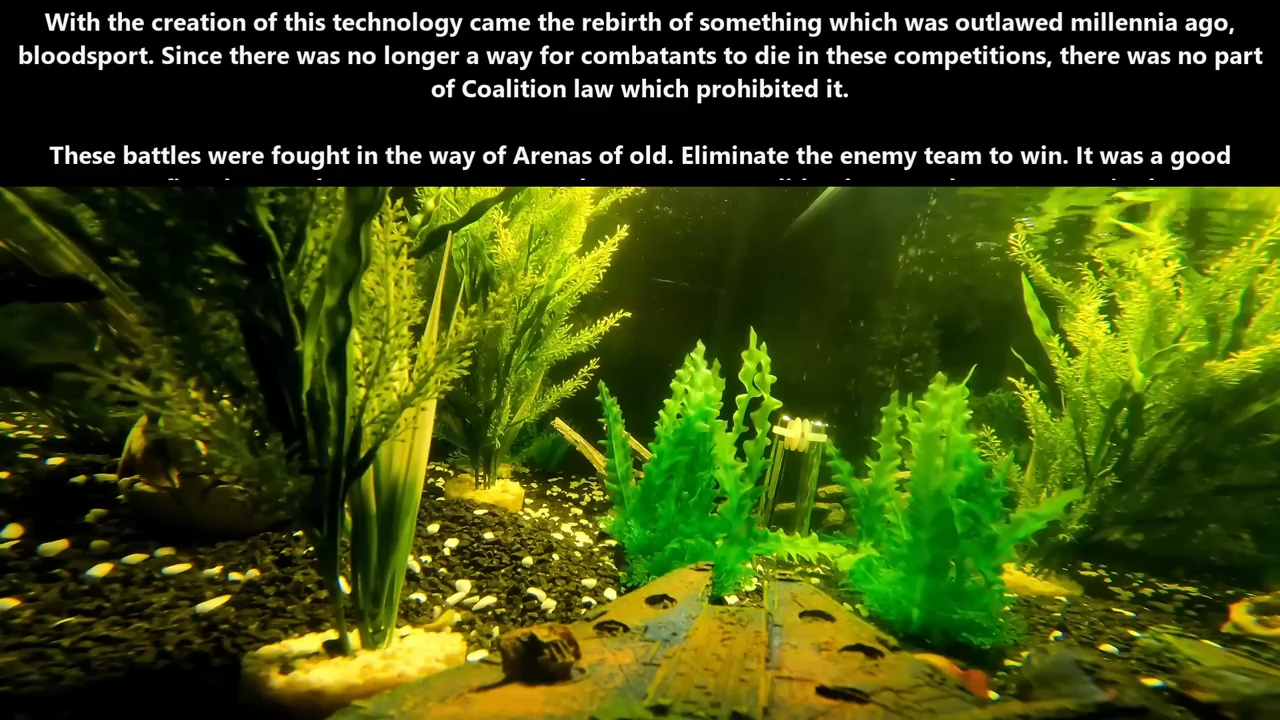 With the creation of this technology came the rebirth of something which was outlawed millennia ago,
bloodsport. Since there was no longer a way for combatants to die in these competitions, there was no part
of Coalition law which prohibited it.
These battles were fought in the way of Arenas of old. Eliminate the enemy team to win. It was a good